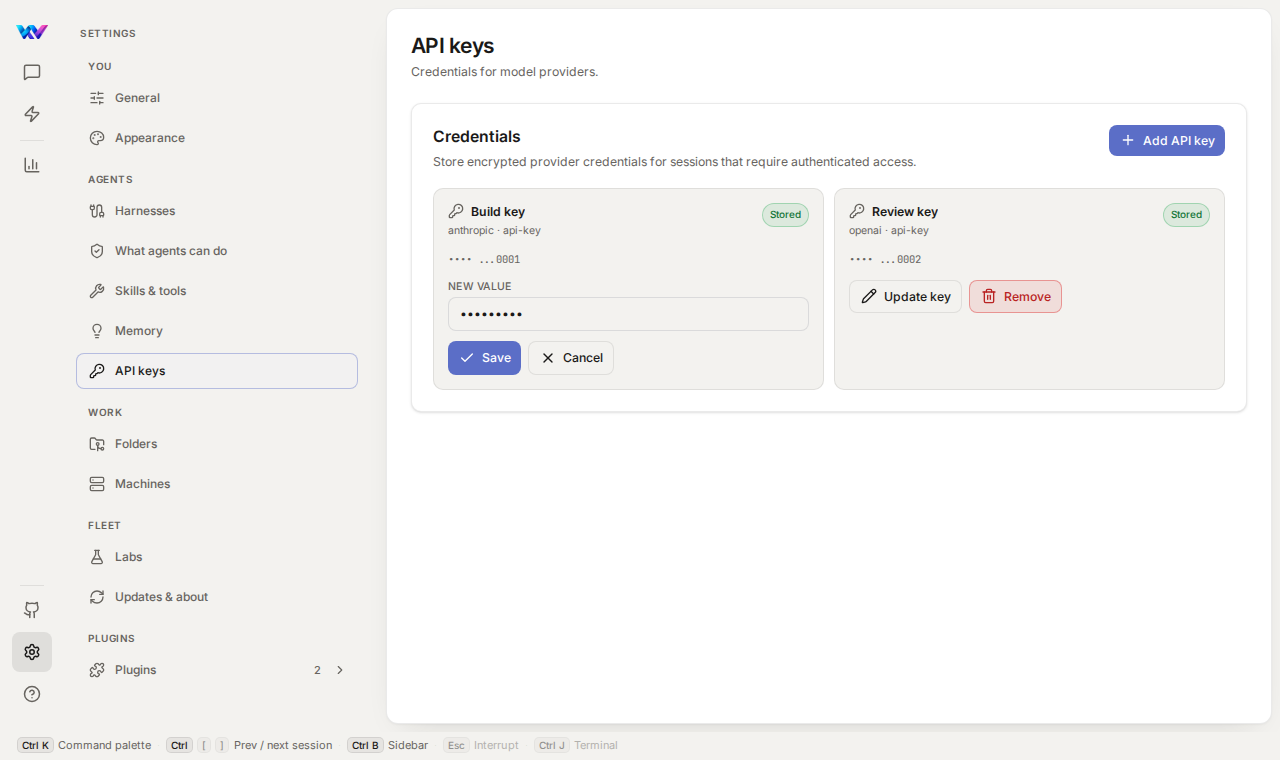 SETTINGS
YOU
General
Appearance
AGENTS
Harnesses
What agents can do
Skills & tools
Memory
API keys
WORK
Folders
Machines
FLEET
Labs
Updates & about
PLUGINS
Plugins 2
API keys
Credentials for model providers.
Credentials
Store encrypted provider credentials for sessions that require authenticated access.
Add API key
Build key
Stored
anthropic · api-key
•••• ...0001
NEW VALUE
•••••••••
Save Cancel
Review key
Stored
openai · api-key
•••• ...0002
Update key Remove
Ctrl K Command palette Ctrl [ ] Prev / next session Ctrl B Sidebar Esc Interrupt Ctrl J Terminal